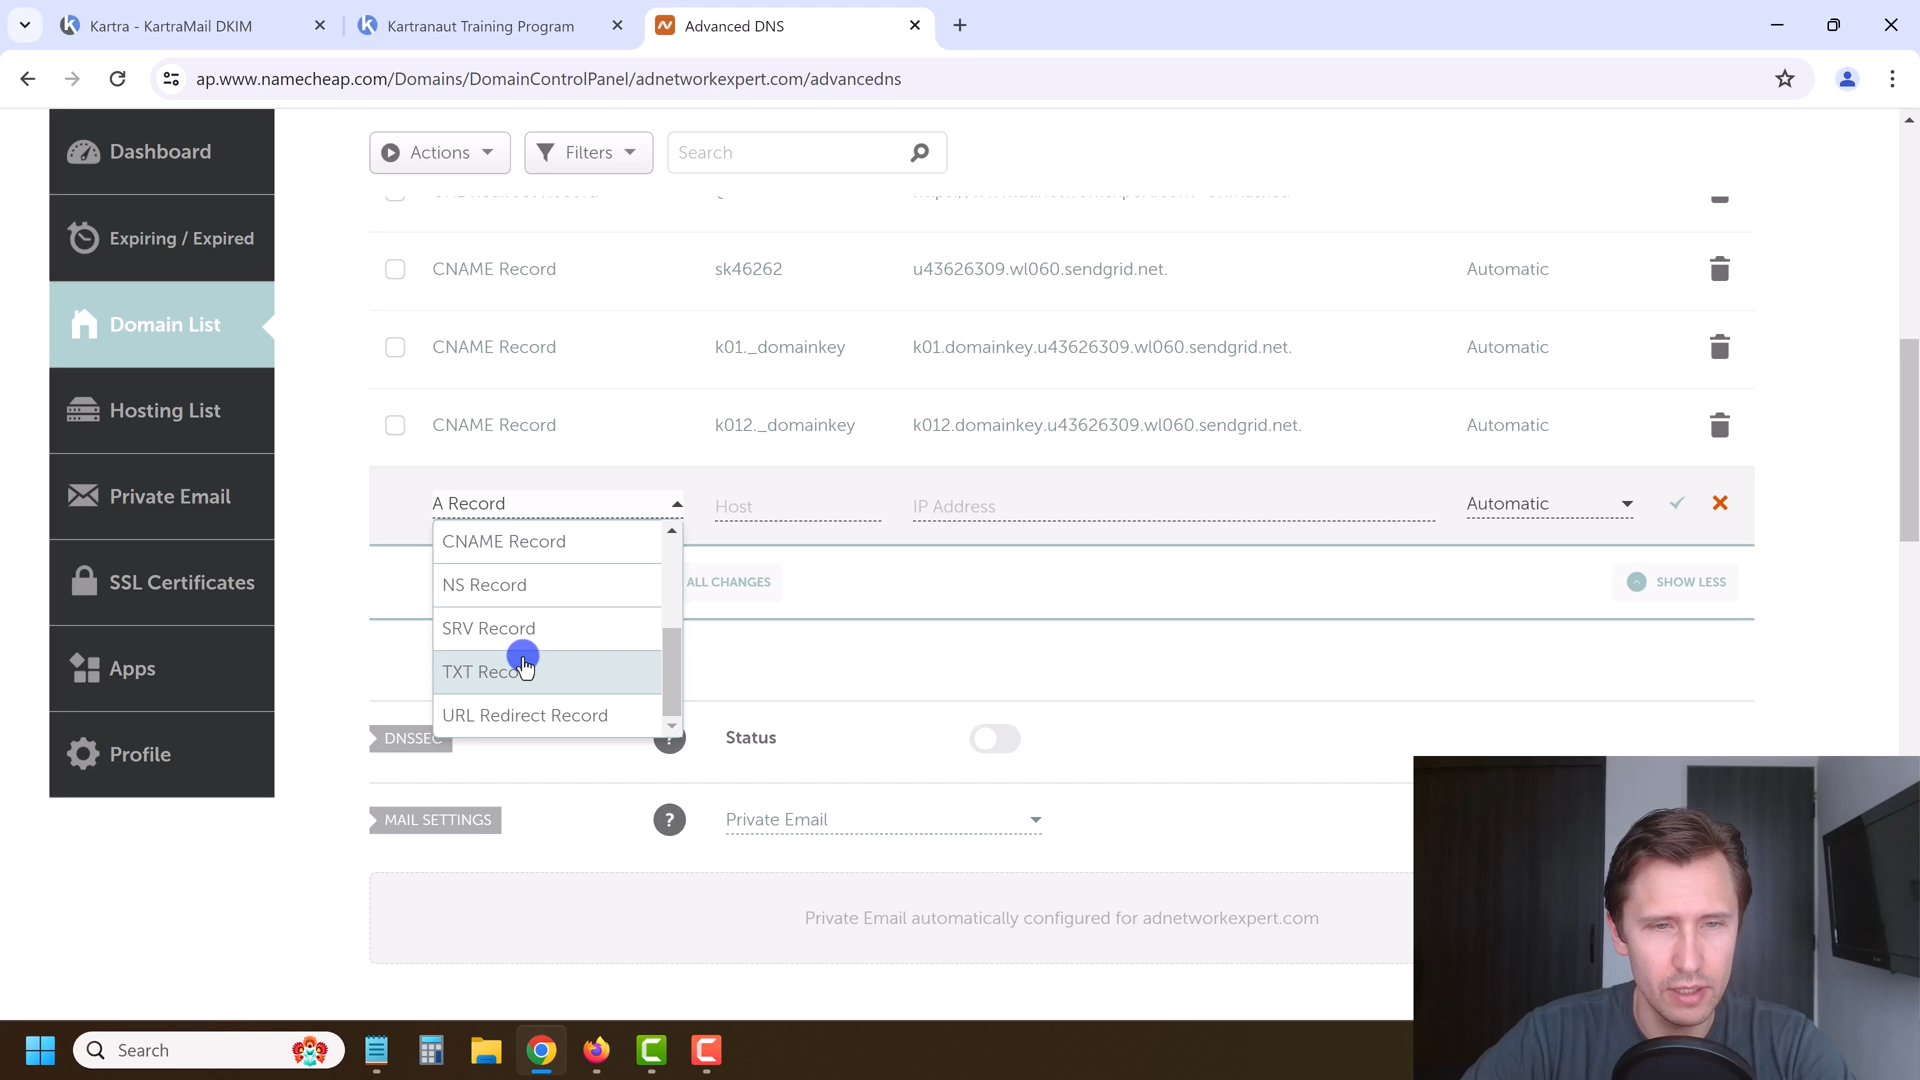 Kartra - KartraMail DKIM
Kartranaut Training Program
Advanced DNS
ap.www.namecheap.com/Domains/DomainControlPanel/adnetworkexpert.com/advancedns
Dashboard
Expiring / Expired
Domain List
Hosting List
Private Email
SSL Certificates
Apps
Profile
Actions
Filters
Search
CNAME Record sk46262 u43626309.wl060.sendgrid.net. Automatic
CNAME Record k01._domainkey k01.domainkey.u43626309.wl060.sendgrid.net. Automatic
CNAME Record k012._domainkey k012.domainkey.u43626309.wl060.sendgrid.net. Automatic
A Record Host IP Address Automatic
CNAME Record
NS Record
SRV Record
TXT Record
URL Redirect Record
ALL CHANGES
SHOW LESS
DNSSEC
? Status
MAIL SETTINGS
? Private Email
Private Email automatically configured for adnetworkexpert.com
Search